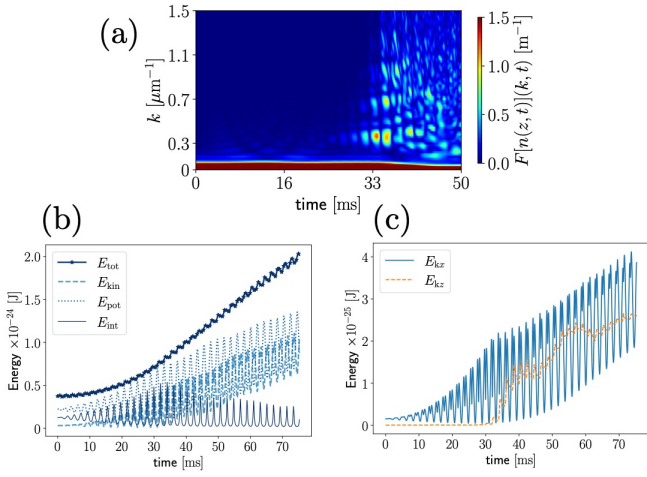 (a)
1.5
1.1
0.7
0.3
0
k [μm⁻¹]
0
16
33
50
time [ms]
1.5
1.0
0.5
0.0
F[n(z, t)](k, t) [m⁻¹]
(b)
2.0
1.5
1.0
0.5
0
Energy ×10⁻²⁴ [J]
E_tot
E_kin
E_pot
E_int
0 10 20 30 40 50 60 70
time [ms]
(c)
4
3
2
1
0
Energy ×10⁻²⁵ [J]
E_kx
E_kz
0 10 20 30 40 50 60 70
time [ms]